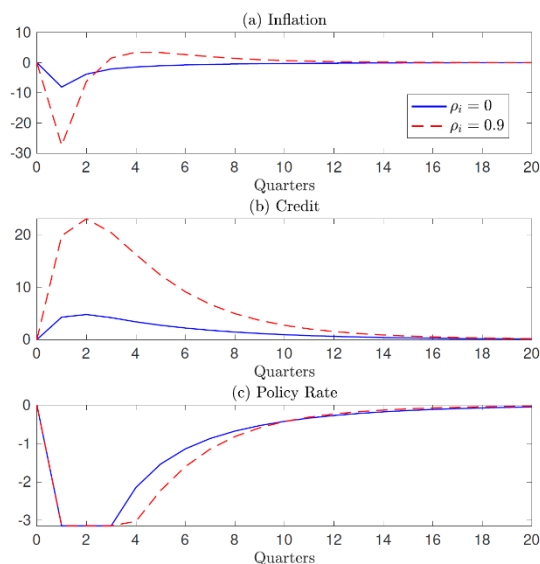 (a) Inflation
10
0
-10
-20
-30
0 2 4 6 8 10 12 14 16 18 20
Quarters
ρi = 0
ρi = 0.9
(b) Credit
20
10
0
0 2 4 6 8 10 12 14 16 18 20
Quarters
(c) Policy Rate
0
-1
-2
-3
0 2 4 6 8 10 12 14 16 18 20
Quarters